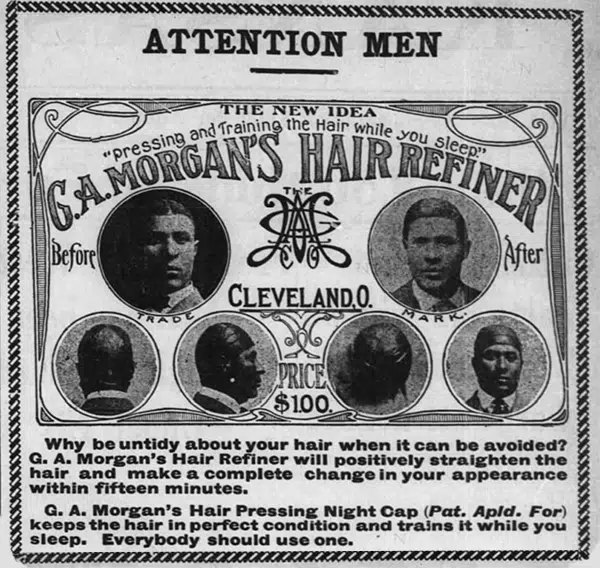 ATTENTION MEN
THE NEW IDEA
"Pressing and Training the Hair while you sleep."
G.A. MORGAN'S HAIR REFINER
THE
Before
After
CLEVELAND, O.
TRADE
MARK.
PRICE
$1.00.
Why be untidy about your hair when it can be avoided?
G. A. Morgan's Hair Refiner will positively straighten the
hair and make a complete change in your appearance
within fifteen minutes.
G. A. Morgan's Hair Pressing Night Cap (Pat. Apld. For)
keeps the hair in perfect condition and trains it while you
sleep. Everybody should use one.